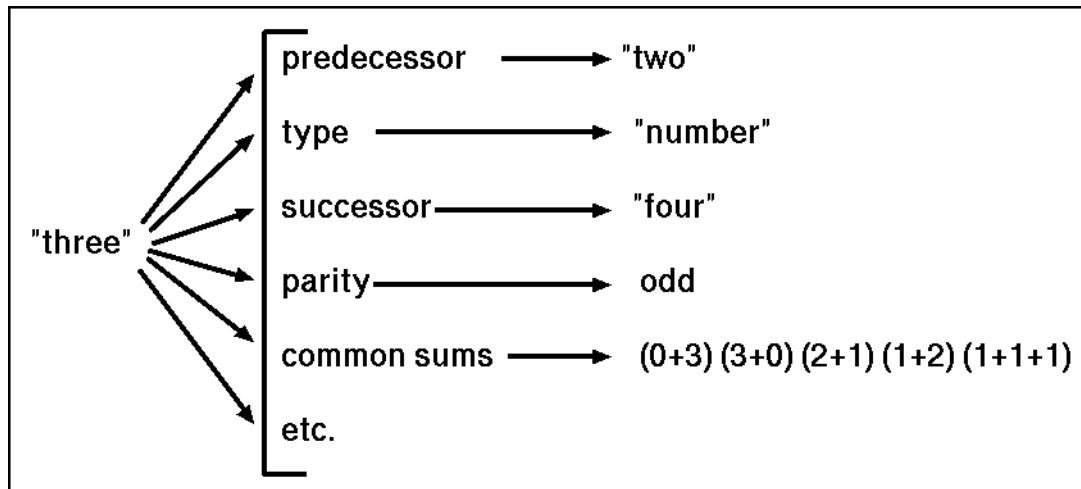 predecessor "two"
type "number"
successor "four"
"three"
parity odd
common sums (0+3) (3+0) (2+1) (1+2) (1+1+1)
etc.